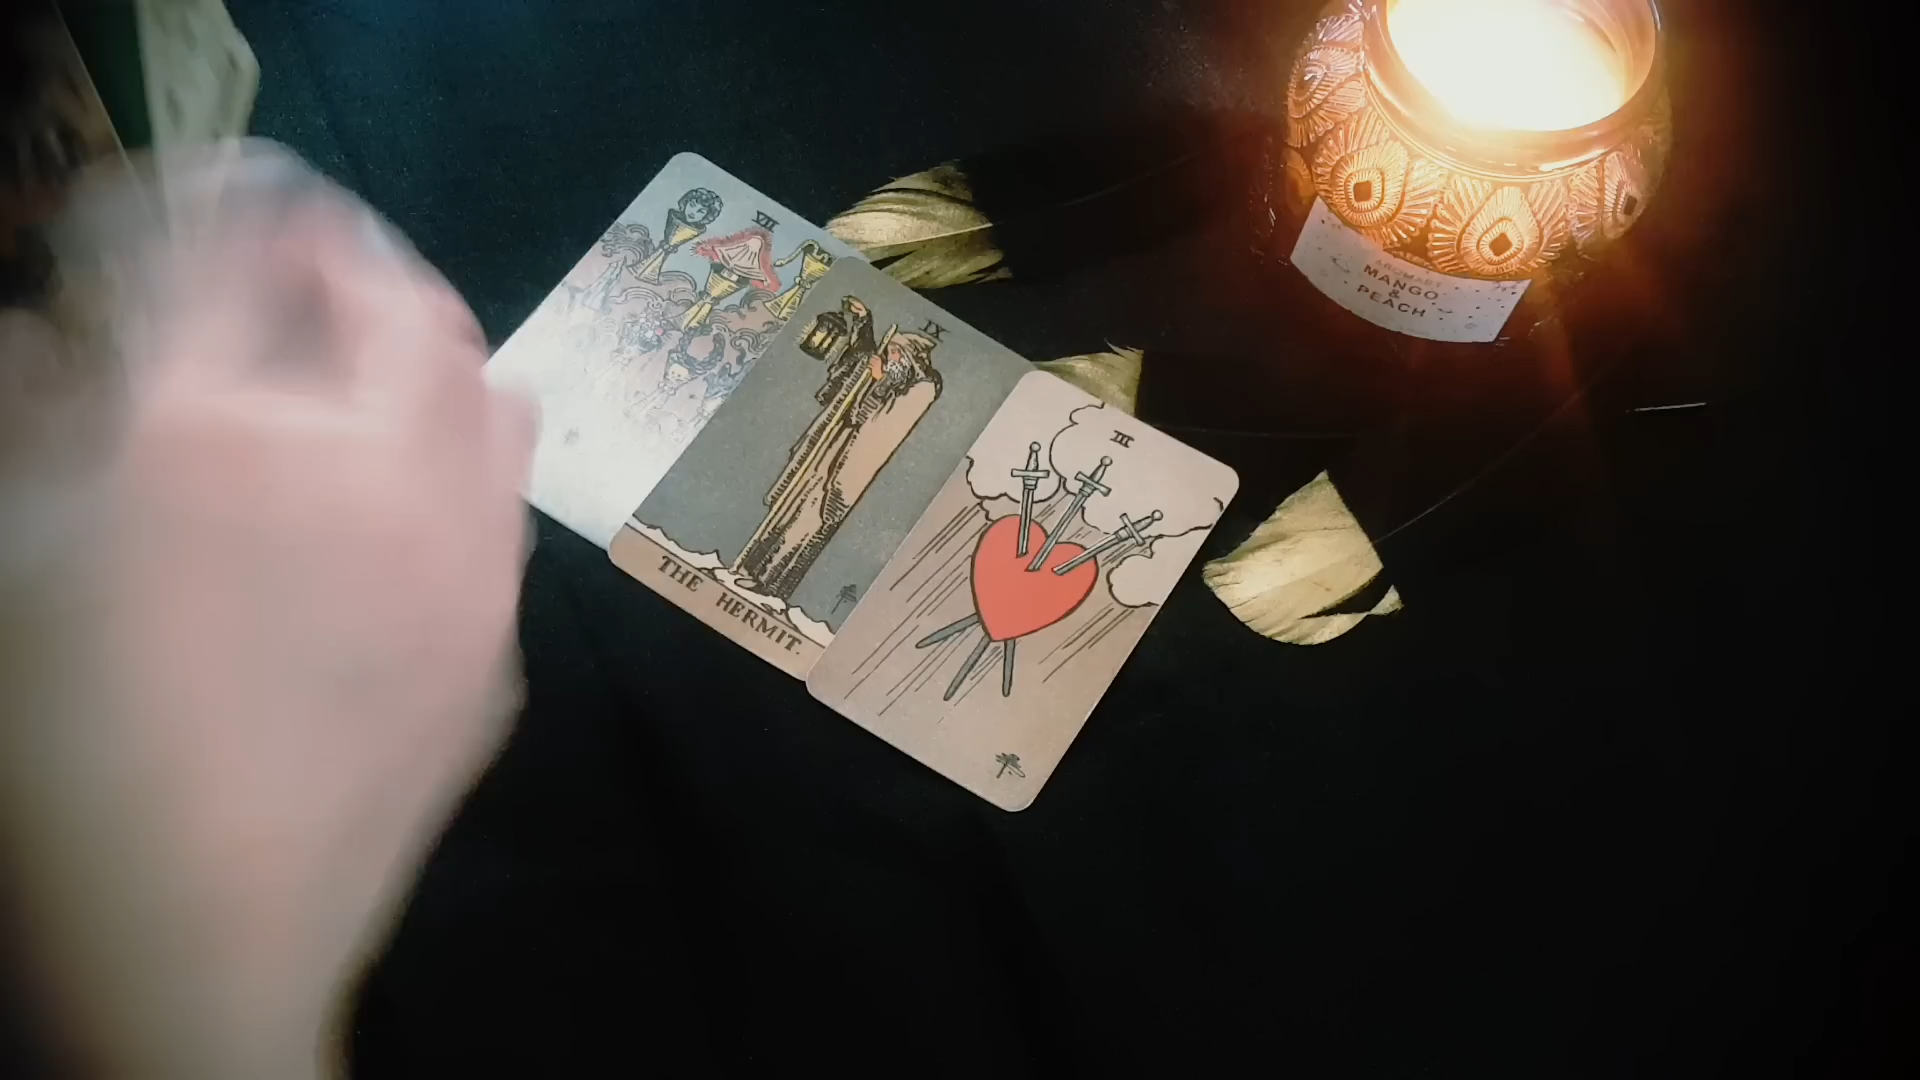 VII
IX
THE HERMIT.
III
MANGO
&
PEACH